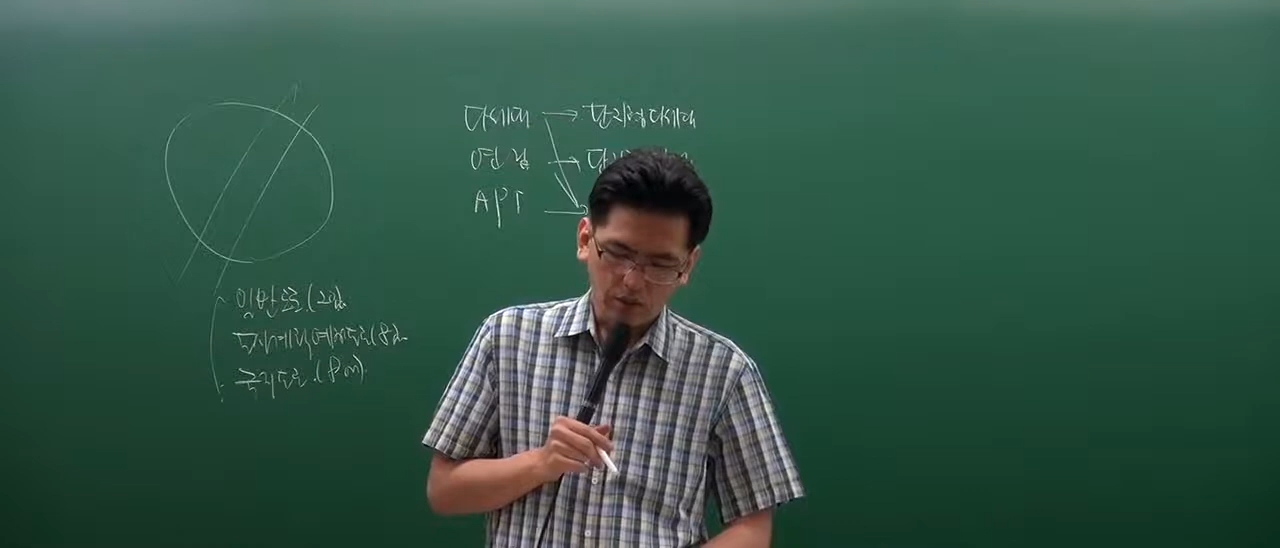 다세대 → 단지형다세대
연립 → 단
APT
일반도로 (20m
도시계획예정도로 (8m
국지도로 (8m)